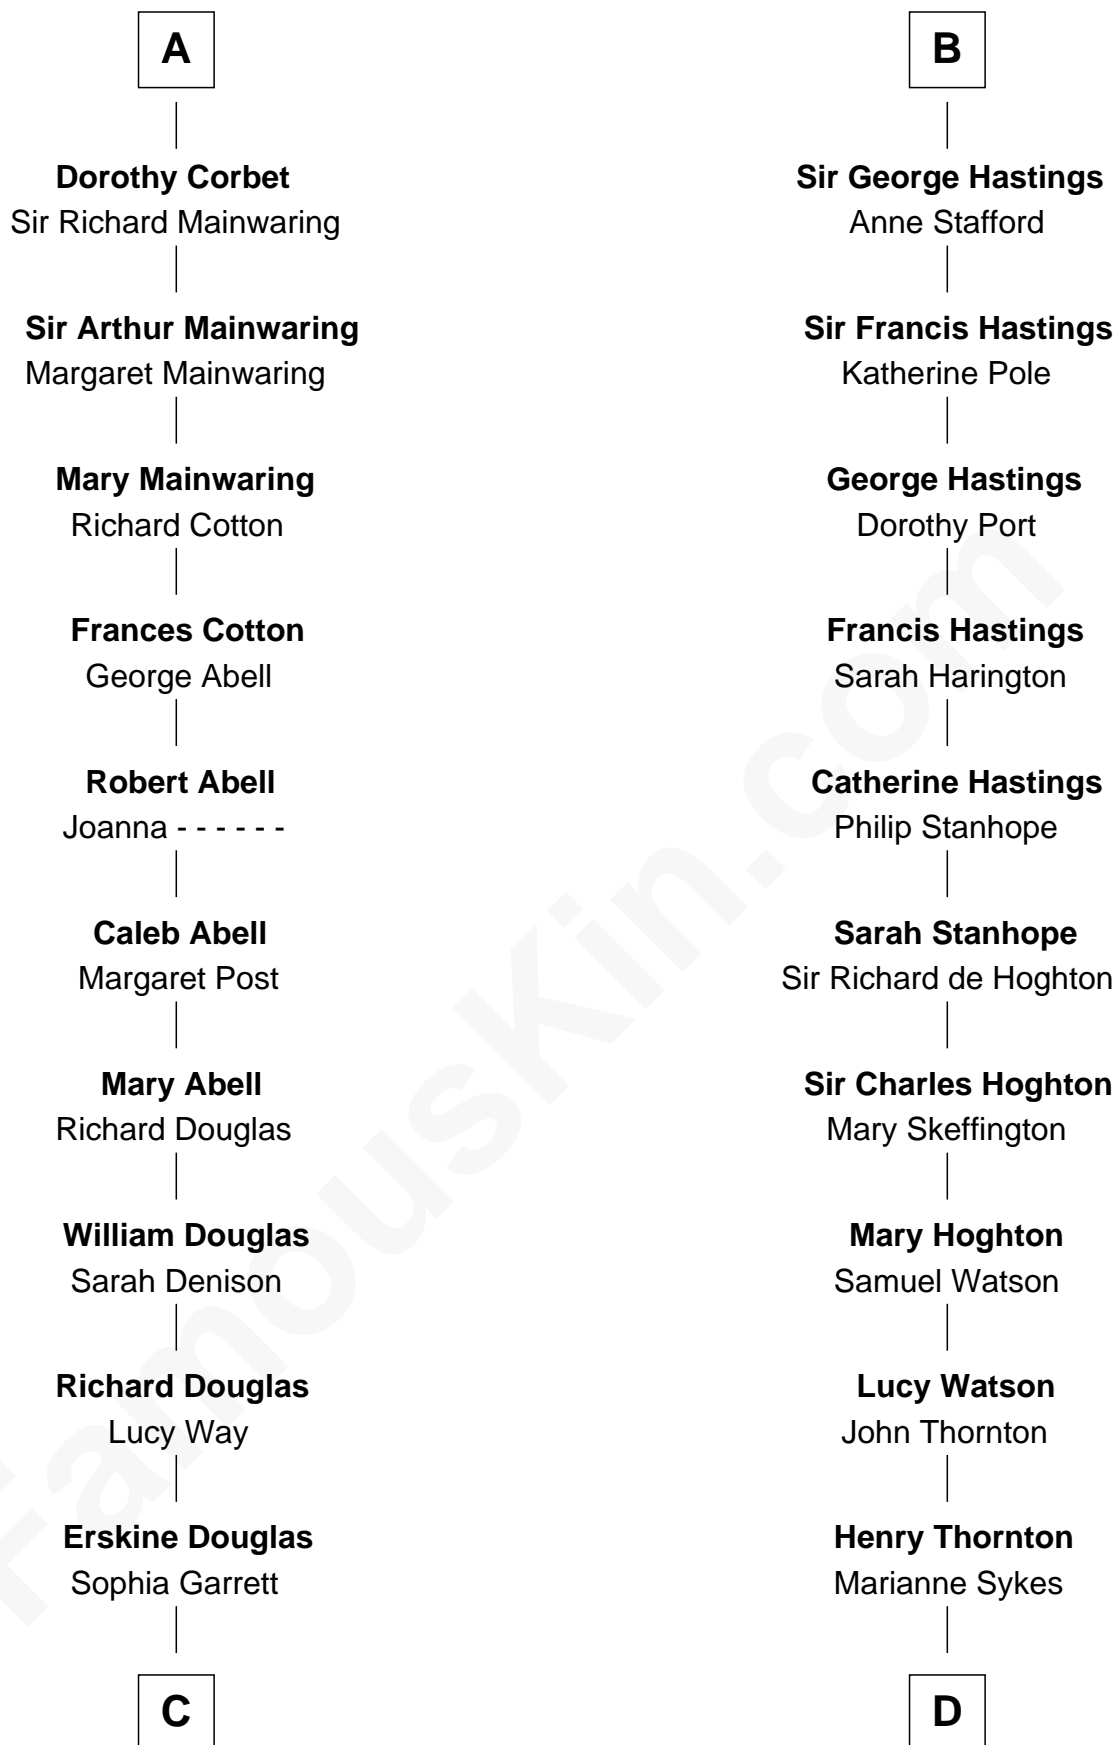 A
Dorothy Corbet
Sir Richard Mainwaring
Sir Arthur Mainwaring
Margaret Mainwaring
Mary Mainwaring
Richard Cotton
Frances Cotton
George Abell
Robert Abell
Joanna - - - - - -
Caleb Abell
Margaret Post
Mary Abell
Richard Douglas
William Douglas
Sarah Denison
Richard Douglas
Lucy Way
Erskine Douglas
Sophia Garrett
C
B
Sir George Hastings
Anne Stafford
Sir Francis Hastings
Katherine Pole
George Hastings
Dorothy Port
Francis Hastings
Sarah Harington
Catherine Hastings
Philip Stanhope
Sarah Stanhope
Sir Richard de Hoghton
Sir Charles Hoghton
Mary Skeffington
Mary Hoghton
Samuel Watson
Lucy Watson
John Thornton
Henry Thornton
Marianne Sykes
D
FamousKin.com